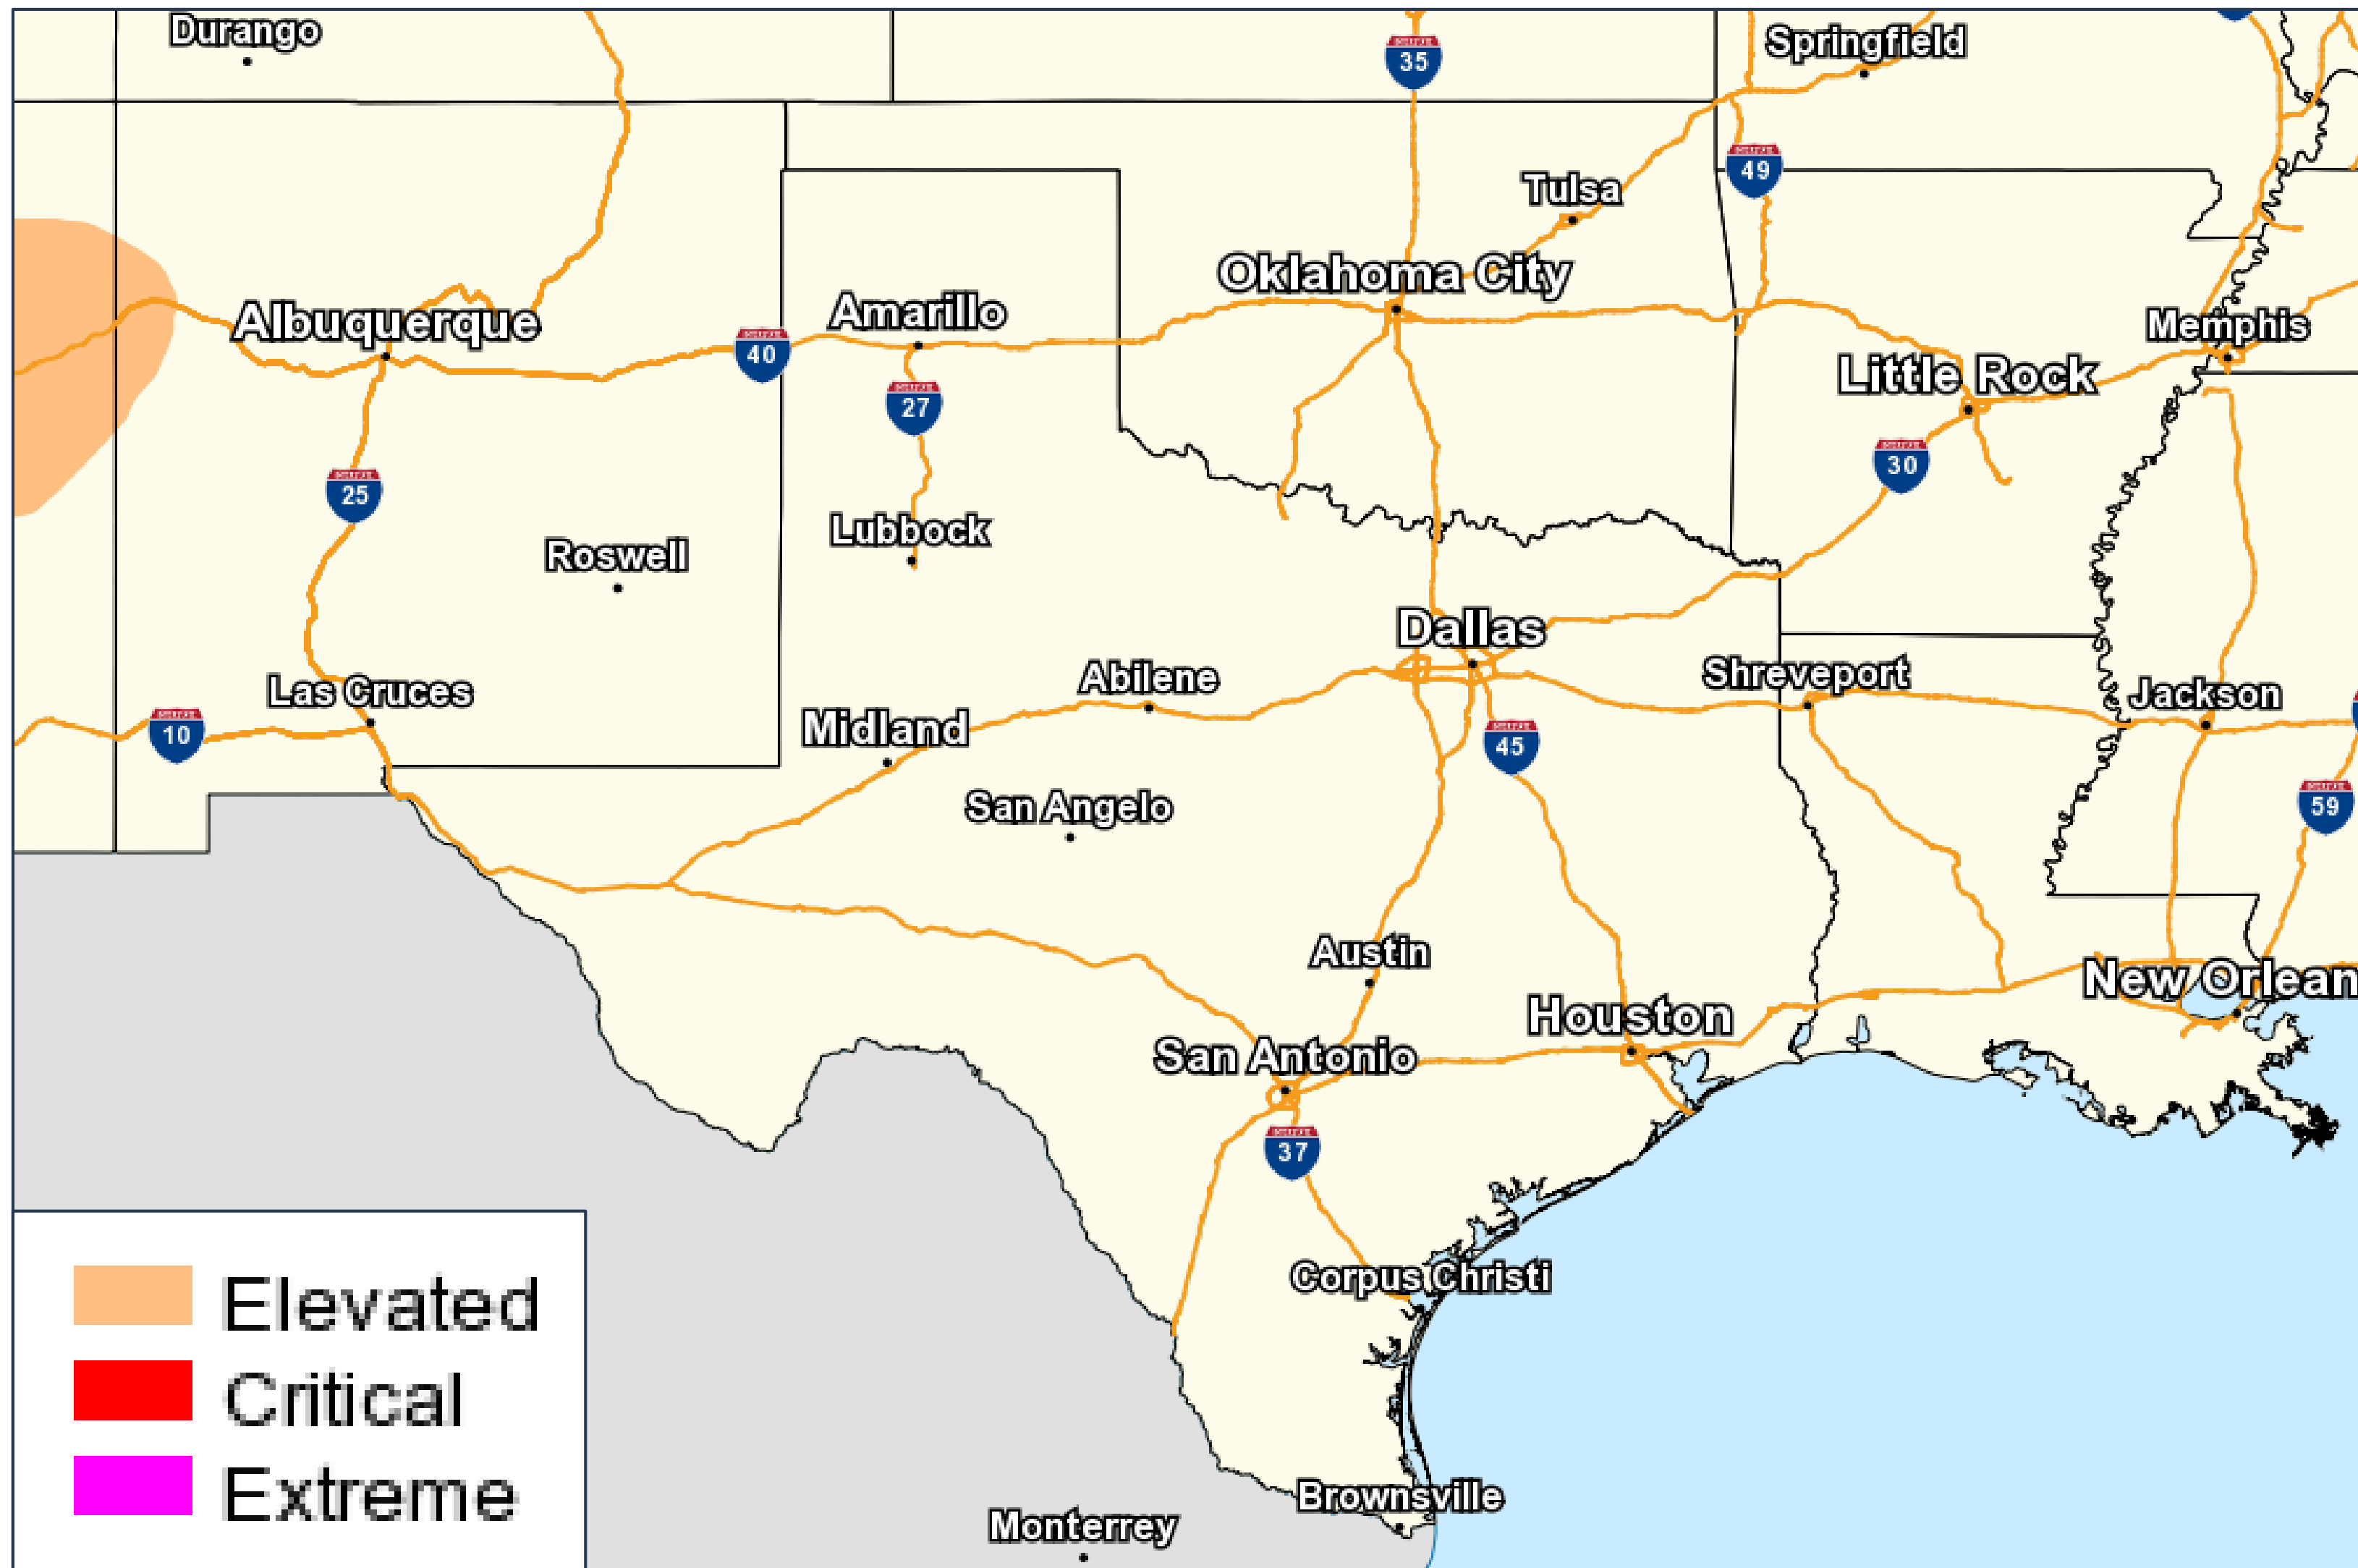 Durango
35
Springfield
49
Tulsa
Oklahoma City
Albuquerque
Amarillo
Memphis
40
Little Rock
27
30
25
Lubbock
Roswell
Dallas
Abilene
Shreveport
Las Cruces
Jackson
10
Midland
45
San Angelo
59
Austin
New Orlean
Houston
San Antonio
37
Corpus Christi
Elevated
Critical
Extreme
Brownsville
Monterrey